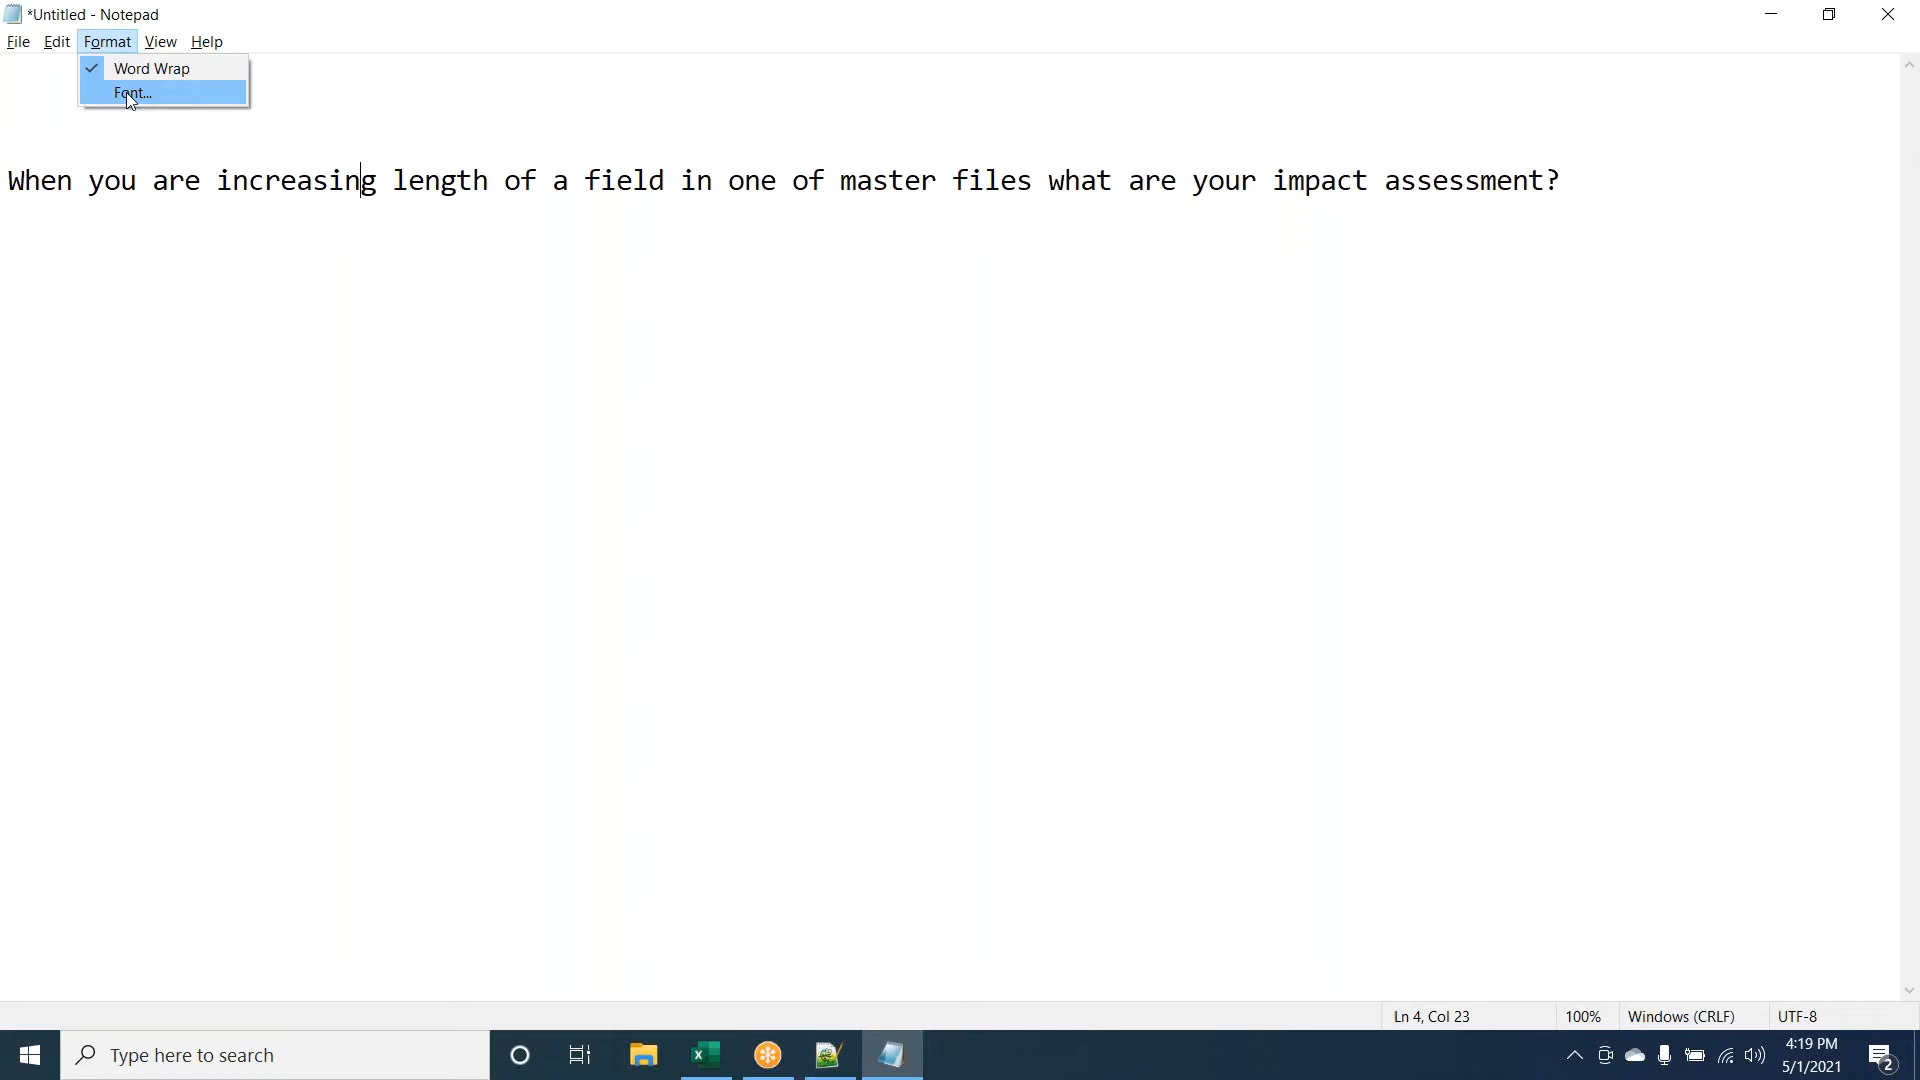 *Untitled - Notepad
File Edit Format View Help
Word Wrap
Font...
When you are increasing length of a field in one of master files what are your impact assessment?
Ln 4, Col 23 100% Windows (CRLF) UTF-8
Type here to search
4:19 PM
5/1/2021
2